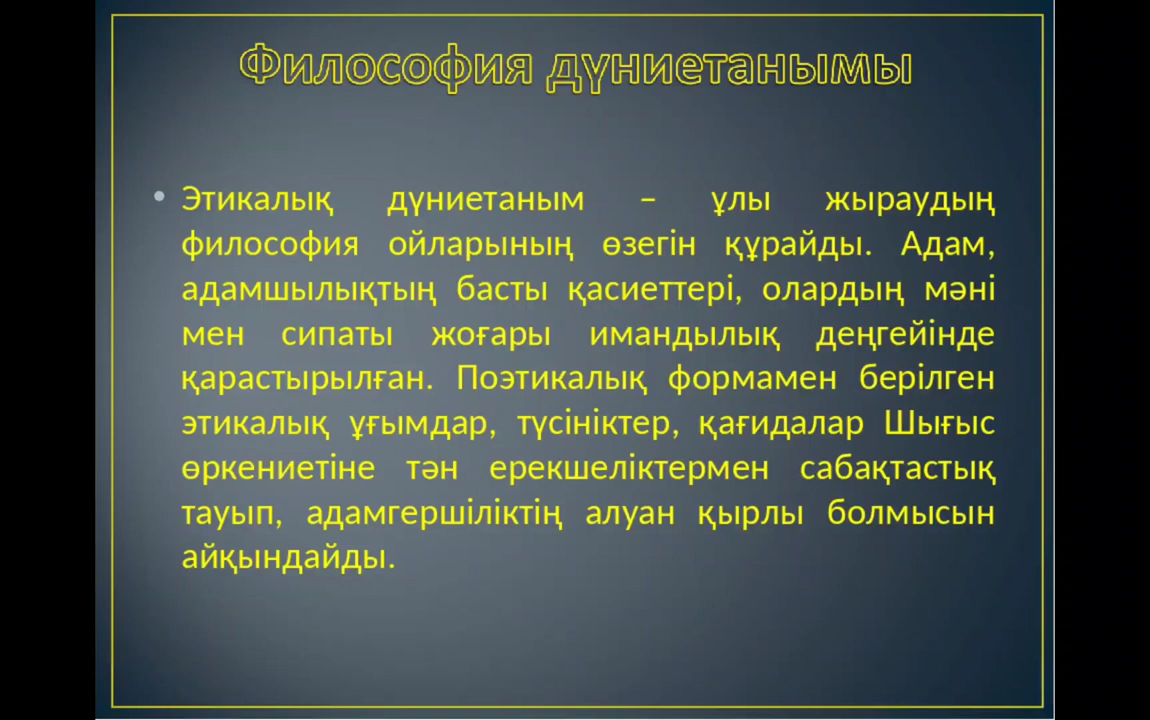 Философия дүниетанымы
• Этикалық дүниетаным – ұлы жыраудың
философия ойларының өзегін құрайды. Адам,
адамшылықтың басты қасиеттері, олардың мәні
мен сипаты жоғары имандылық деңгейінде
қарастырылған. Поэтикалық формамен берілген
этикалық ұғымдар, түсініктер, қағидалар Шығыс
өркениетіне тән ерекшеліктермен сабақтастық
тауып, адамгершіліктің алуан қырлы болмысын
айқындайды.